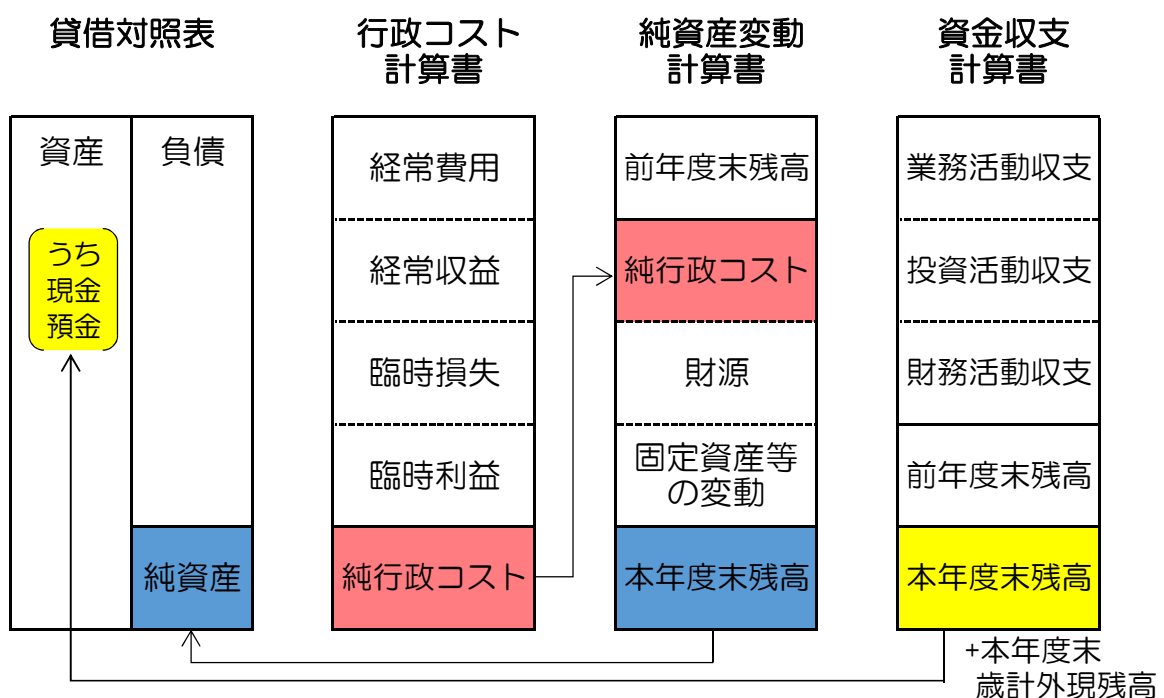 貸借対照表
資産
負債
うち
現金
預金
純資産
行政コスト
計算書
経常費用
経常収益
臨時損失
臨時利益
純行政コスト
純資産変動
計算書
前年度末残高
純行政コスト
財源
固定資産等
の変動
本年度末残高
資金収支
計算書
業務活動収支
投資活動収支
財務活動収支
前年度末残高
本年度末残高
+本年度末
歳計外現残高